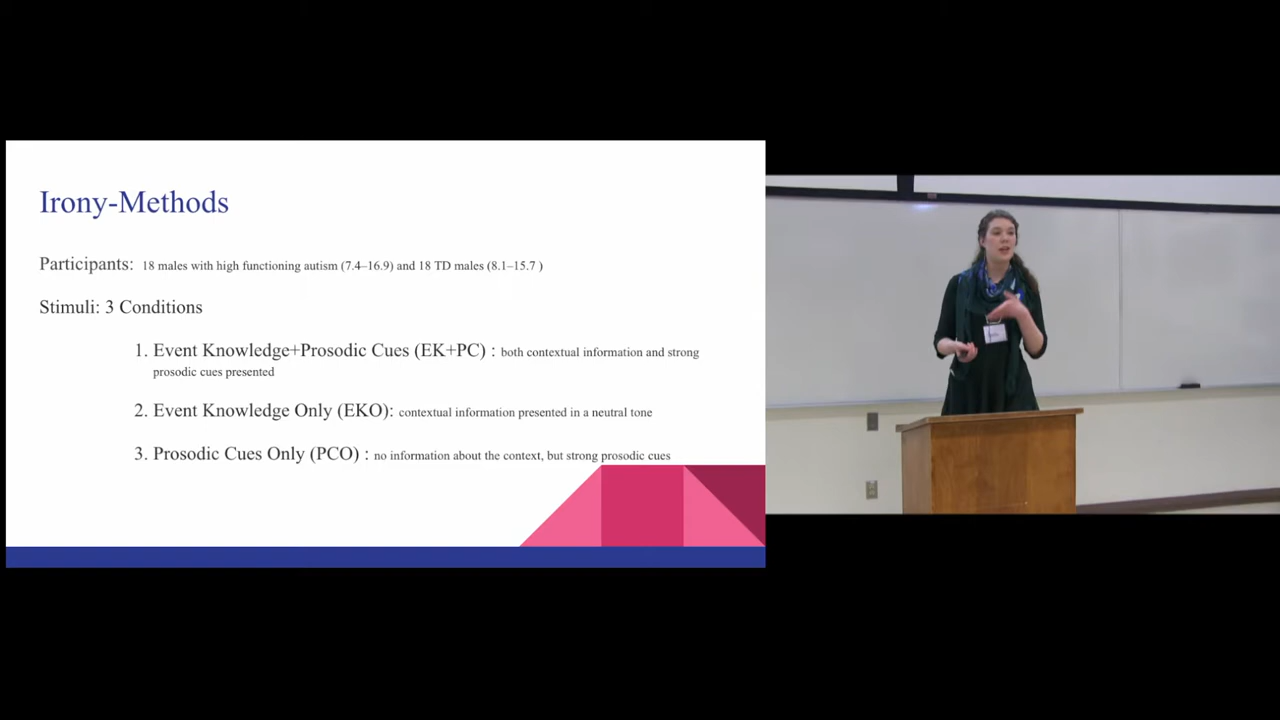 Irony-Methods
Participants: 18 males with high functioning autism (7.4–16.9) and 18 TD males (8.1–15.7 )
Stimuli: 3 Conditions
1. Event Knowledge+Prosodic Cues (EK+PC) : both contextual information and strong
prosodic cues presented
2. Event Knowledge Only (EKO): contextual information presented in a neutral tone
3. Prosodic Cues Only (PCO) : no information about the context, but strong prosodic cues